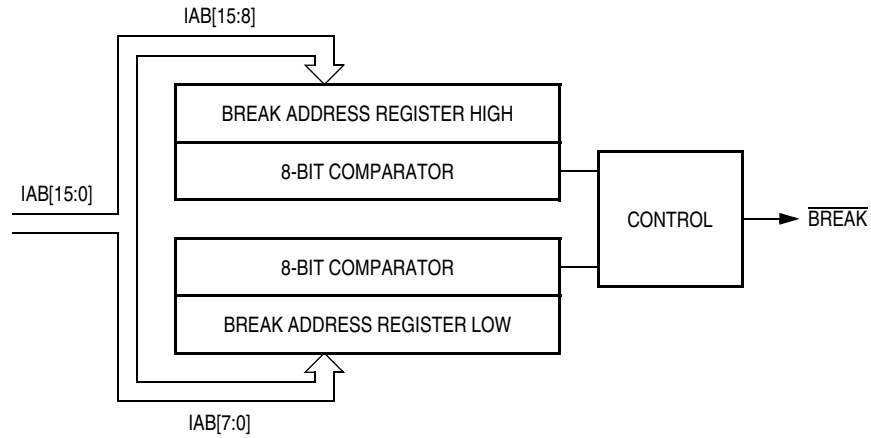 IAB[15:8]
BREAK ADDRESS REGISTER HIGH
8-BIT COMPARATOR
IAB[15:0]
CONTROL
BREAK
8-BIT COMPARATOR
BREAK ADDRESS REGISTER LOW
IAB[7:0]